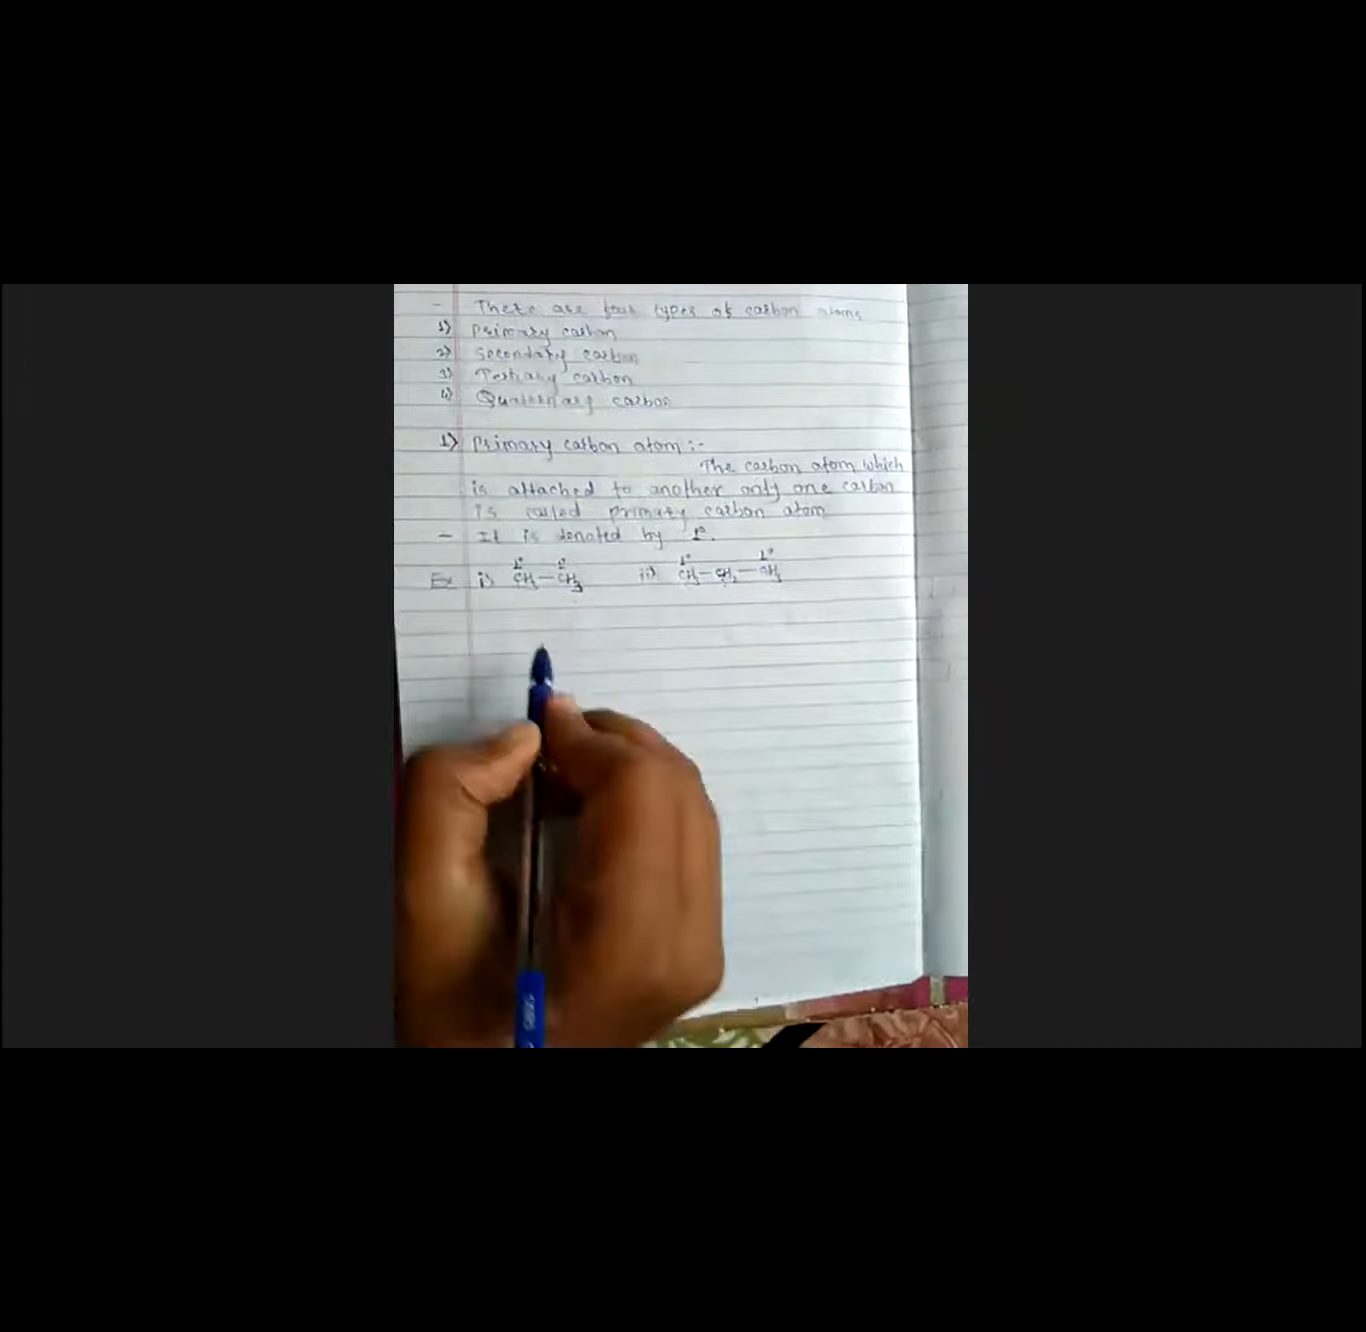 - There are four types of carbon atoms
1) Primary carbon
2) Secondary carbon
3) Tertiary carbon
4) Quaternary carbon
1) Primary carbon atom :-
The carbon atom which
is attached to another only one carbon
is called primary carbon atom
- It is denoted by 1°.
1° 1° 1° 1°
Ex i) CH3 - CH3 ii) CH3 - CH2 - CH3